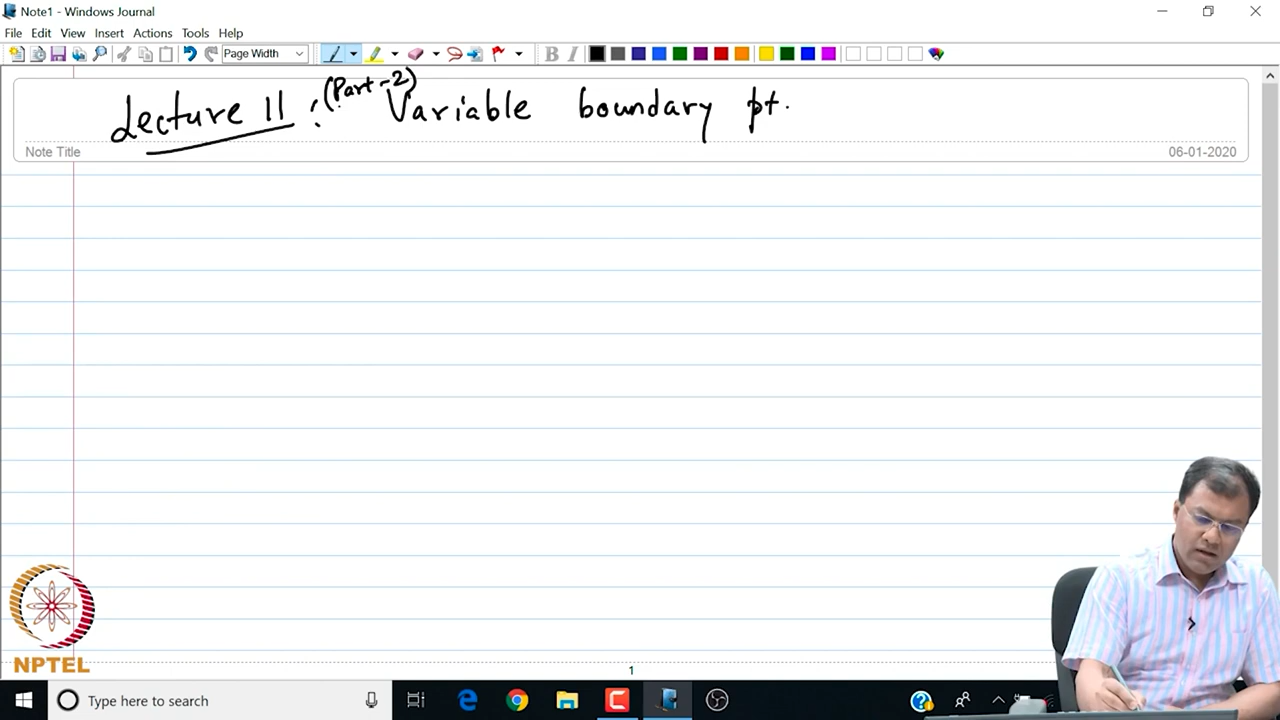 Note1 - Windows Journal
File Edit View Insert Actions Tools Help
Page Width B I
Lecture 11 : (Part-2) Variable boundary pt.
Note Title 06-01-2020
NPTEL
1
Type here to search